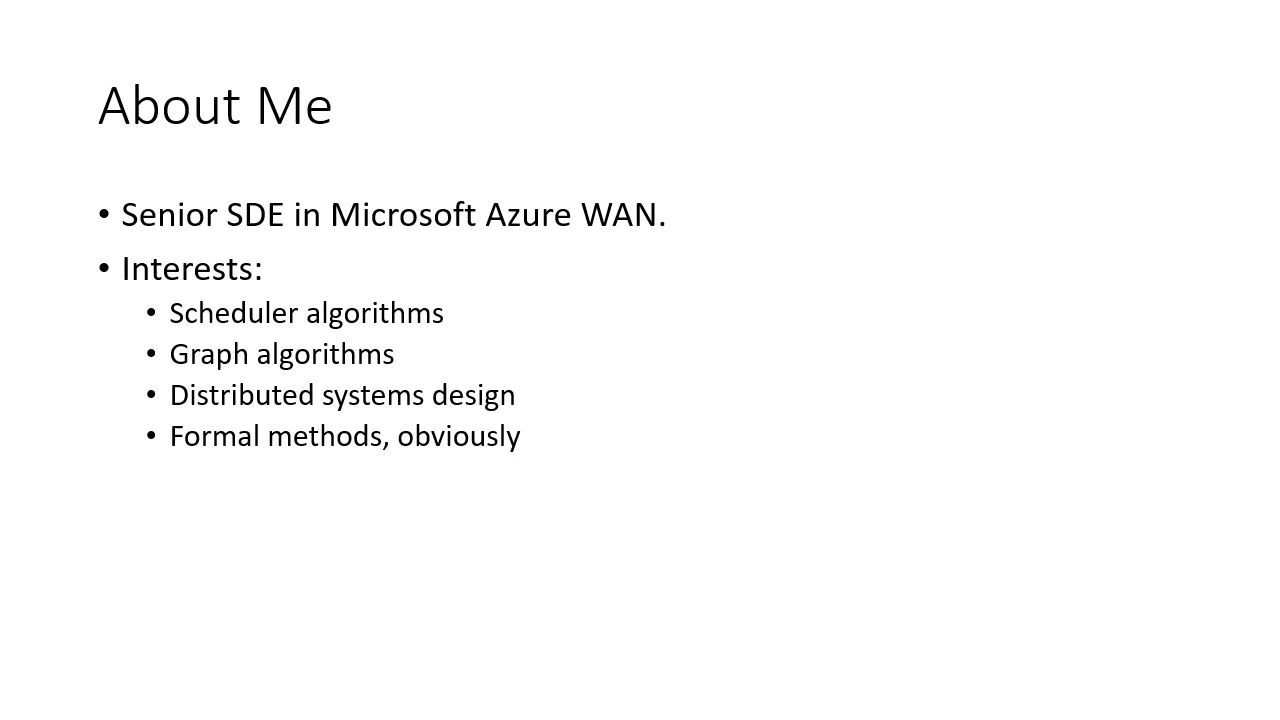 About Me
• Senior SDE in Microsoft Azure WAN.
• Interests:
• Scheduler algorithms
• Graph algorithms
• Distributed systems design
• Formal methods, obviously